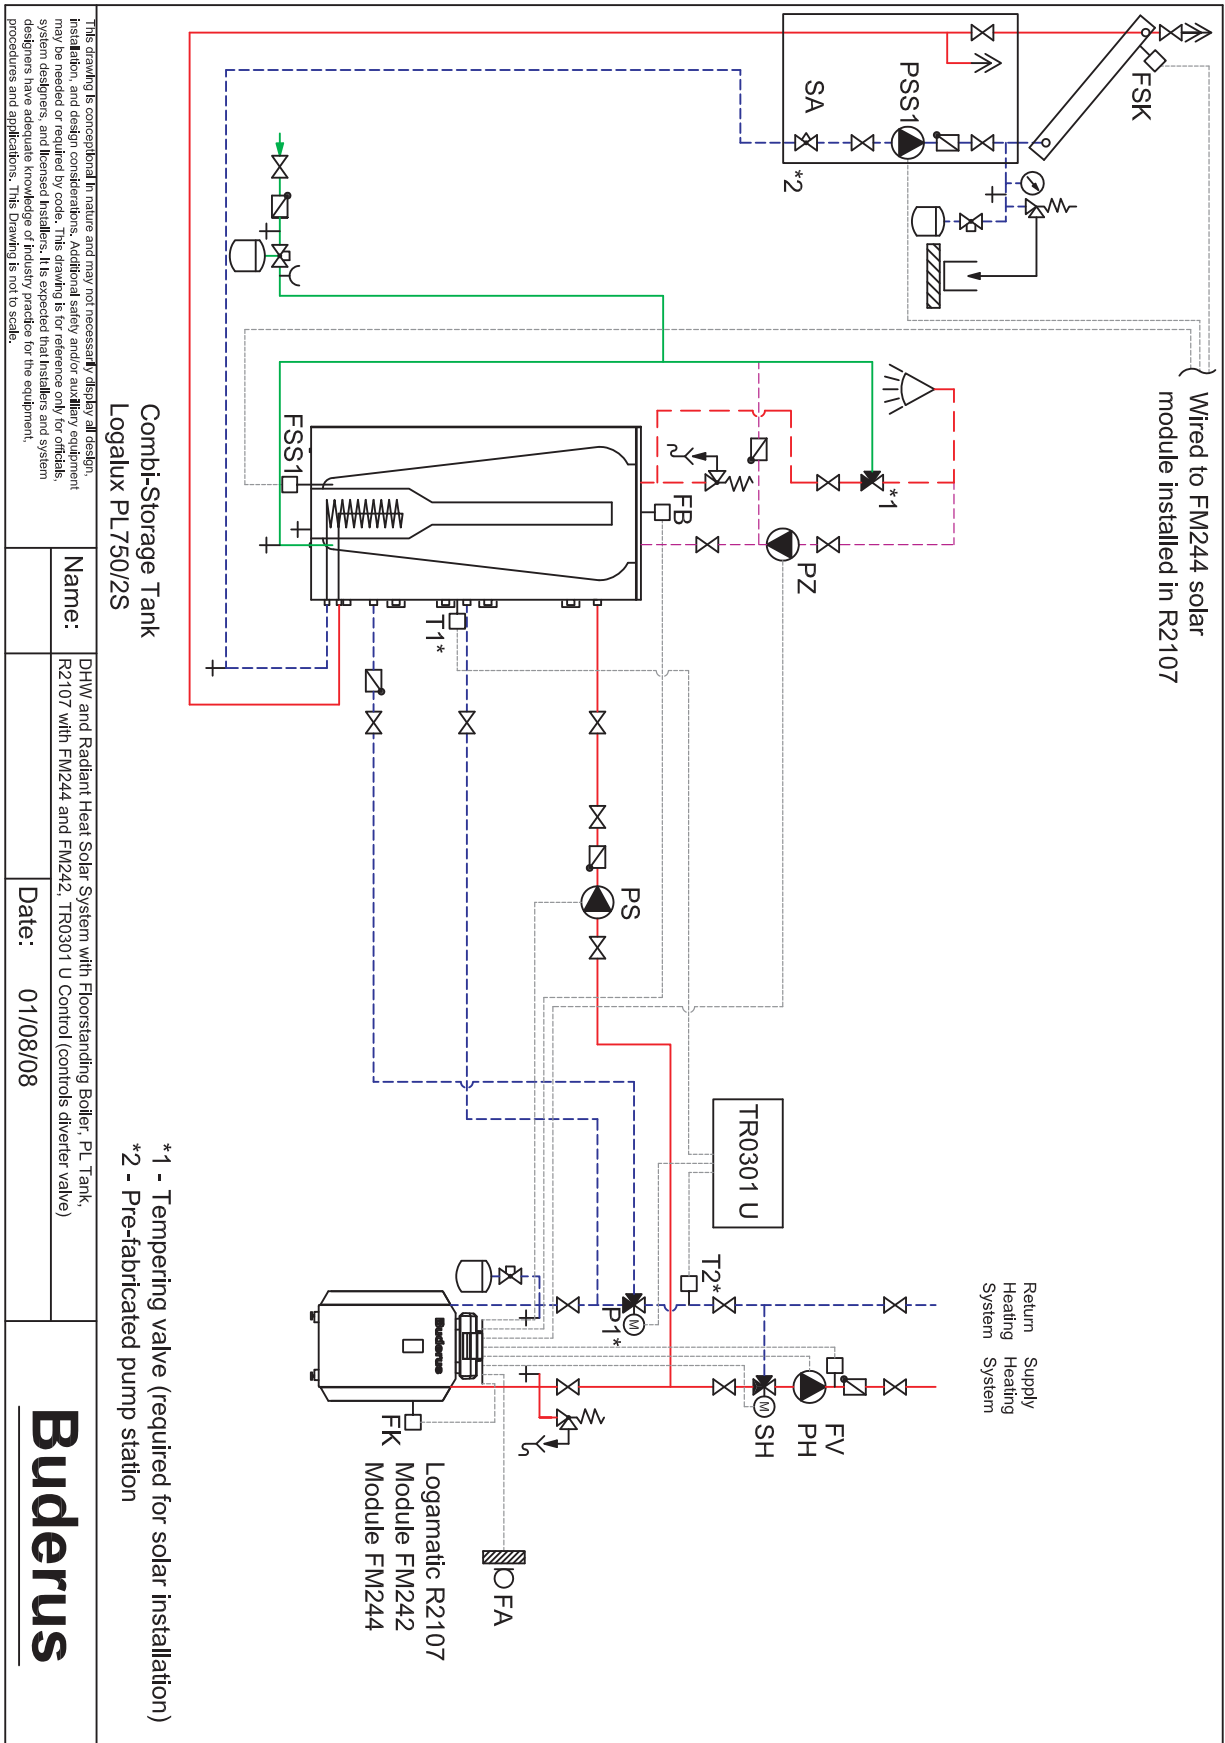 Wired to FM244 solar
module installed in R2107
FSK
PSS1
SA
*2
*1
PZ
FB
FSS1
T1*
PS
Combi-Storage Tank
Logalux PL750/2S
TR0301 U
T2*
P1*
M
Return
Heating
System
Supply
Heating
System
FV
PH
SH
M
FK
Buderus
FA
Logamatic R2107
Module FM242
Module FM244
*1 - Tempering valve (required for solar installation)
*2 - Pre-fabricated pump station
This drawing is conceptional in nature and may not necessarily display all design,
installation, and design considerations. Additional safety and/or auxilliary equipment
may be needed or required by code. This drawing is for reference only for officials,
system designers, and licensed installers. It is expected that installers and system
designers have adequate knowledge of industry practice for the equipment,
procedures and applications. This Drawing is not to scale.
Name:
DHW and Radiant Heat Solar System with Floorstanding Boiler, PL Tank,
R2107 with FM244 and FM242, TR0301 U Control (controls diverter valve)
Date: 01/08/08
Buderus